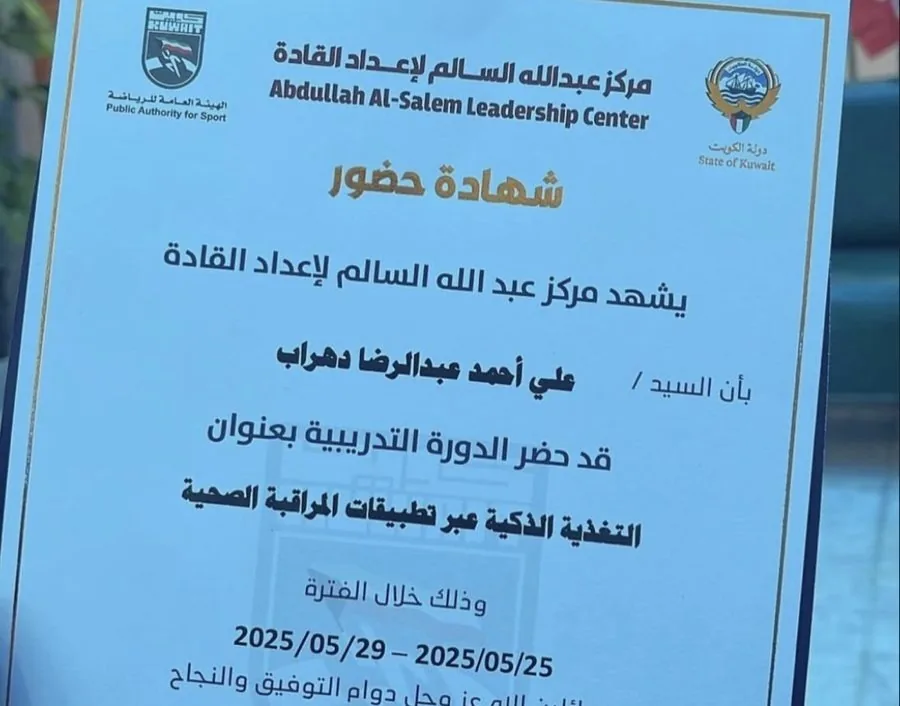 KUWAIT
الهيئة العامة للرياضة
Public Authority for Sport
مركز عبدالله السالم لإعداد القادة
Abdullah Al-Salem Leadership Center
دولة الكويت
State of Kuwait
شهادة حضور
يشهد مركز عبد الله السالم لإعداد القادة
بأن السيد / علي أحمد عبدالرضا دهراب
قد حضر الدورة التدريبية بعنوان
التغذية الذكية عبر تطبيقات المراقبة الصحية
وذلك خلال الفترة
2025/05/29 – 2025/05/25
الله عز وجل دوام التوفيق والنجاح